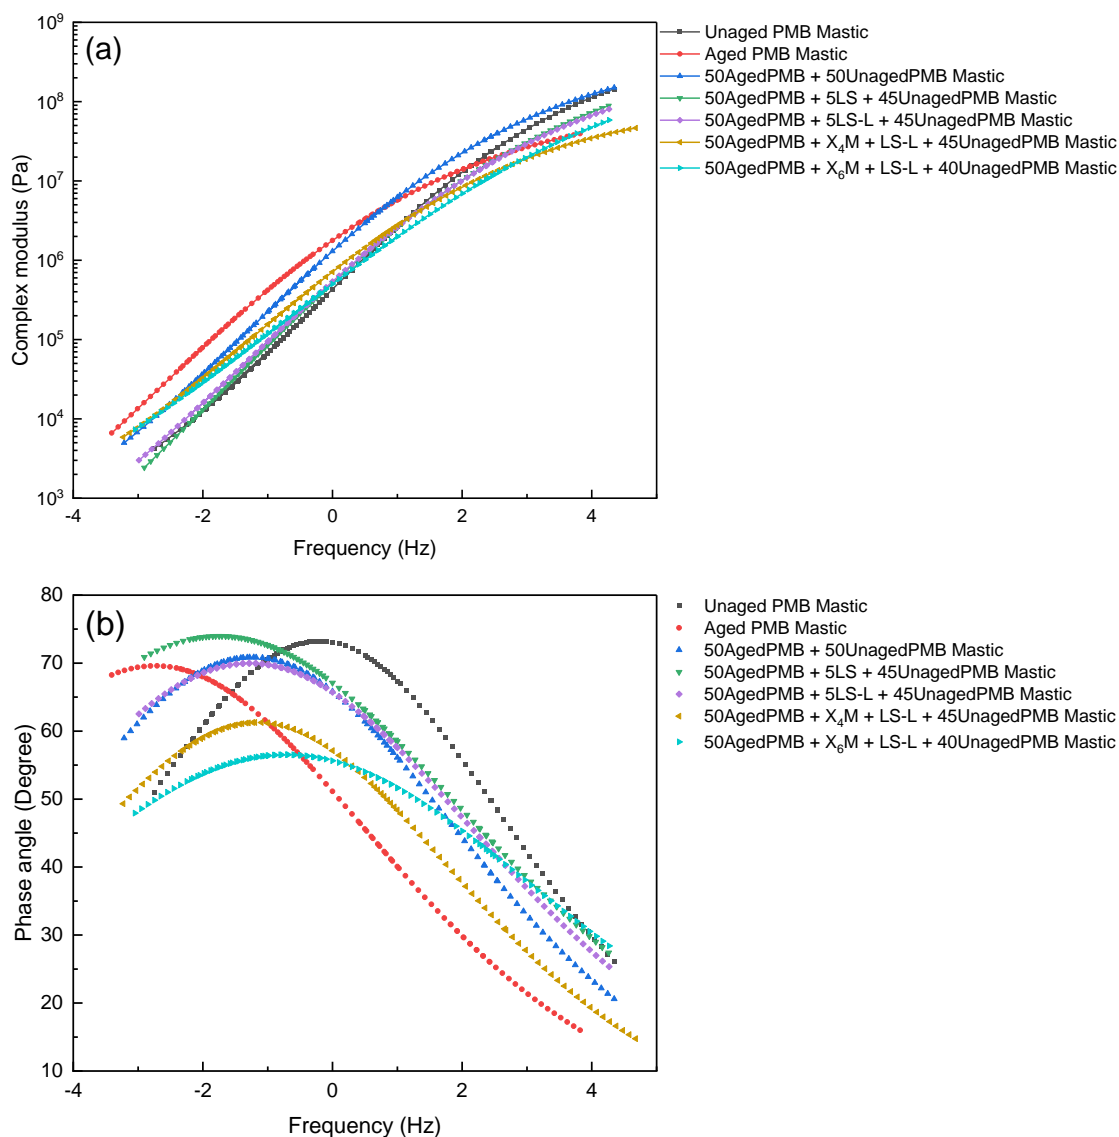 (a)
Complex modulus (Pa)
10⁹
10⁸
10⁷
10⁶
10⁵
10⁴
10³
-4 -2 0 2 4
Frequency (Hz)
Unaged PMB Mastic
Aged PMB Mastic
50AgedPMB + 50UnagedPMB Mastic
50AgedPMB + 5LS + 45UnagedPMB Mastic
50AgedPMB + 5LS-L + 45UnagedPMB Mastic
50AgedPMB + X₄M + LS-L + 45UnagedPMB Mastic
50AgedPMB + X₆M + LS-L + 40UnagedPMB Mastic
(b)
Phase angle (Degree)
80
70
60
50
40
30
20
10
-4 -2 0 2 4
Frequency (Hz)
Unaged PMB Mastic
Aged PMB Mastic
50AgedPMB + 50UnagedPMB Mastic
50AgedPMB + 5LS + 45UnagedPMB Mastic
50AgedPMB + 5LS-L + 45UnagedPMB Mastic
50AgedPMB + X₄M + LS-L + 45UnagedPMB Mastic
50AgedPMB + X₆M + LS-L + 40UnagedPMB Mastic